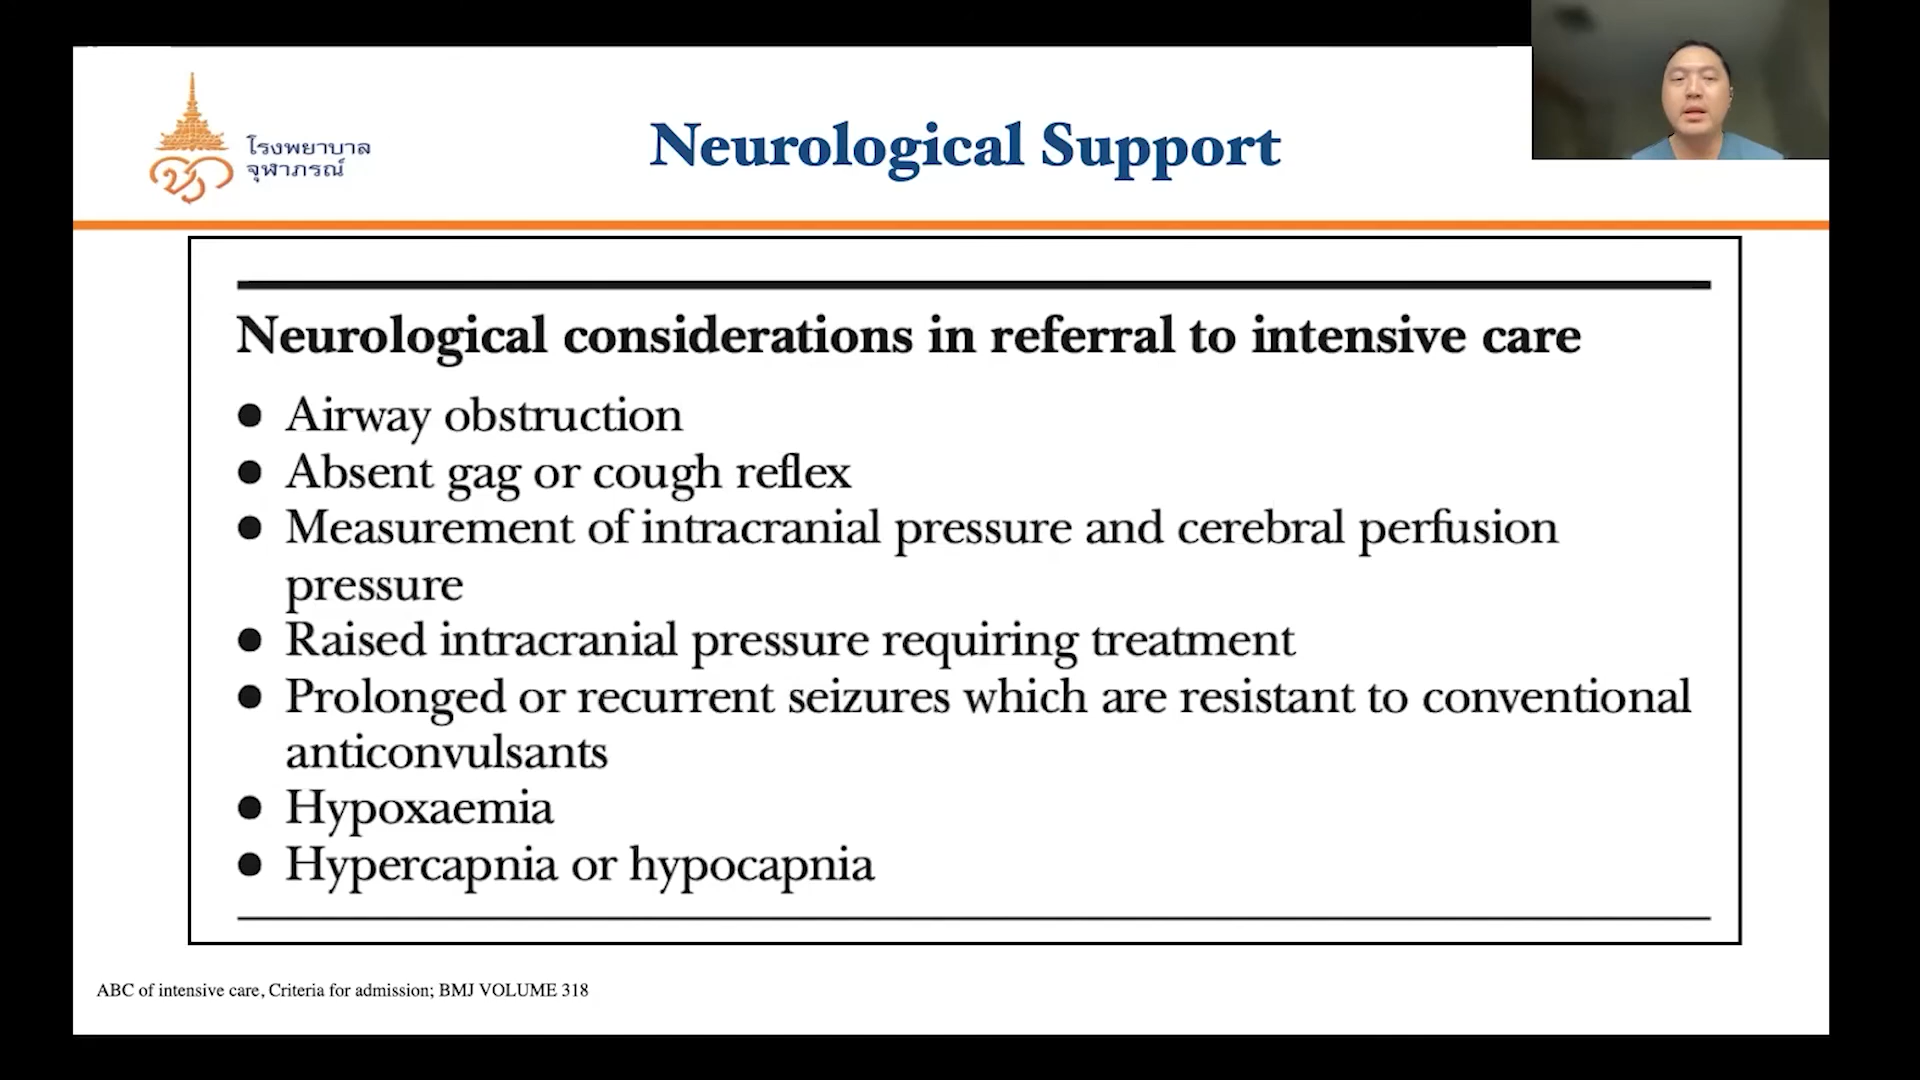 โรงพยาบาล
จุฬาภรณ์
Neurological Support
Neurological considerations in referral to intensive care
● Airway obstruction
● Absent gag or cough reflex
● Measurement of intracranial pressure and cerebral perfusion
pressure
● Raised intracranial pressure requiring treatment
● Prolonged or recurrent seizures which are resistant to conventional
anticonvulsants
● Hypoxaemia
● Hypercapnia or hypocapnia
ABC of intensive care, Criteria for admission; BMJ VOLUME 318